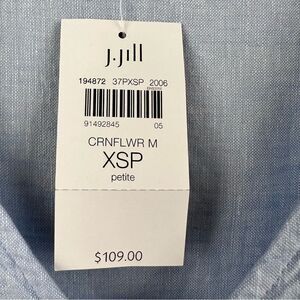 J.Jill
194872 37PXSP 2006
91492845 05
CRNFLWR M
XSP
petite
$109.00